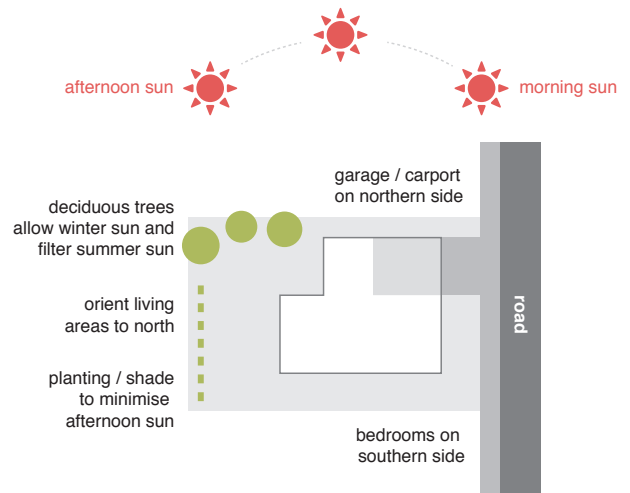 afternoon sun
morning sun
garage / carport
on northern side
deciduous trees
allow winter sun and
filter summer sun
orient living
areas to north
road
planting / shade
to minimise
afternoon sun
bedrooms on
southern side